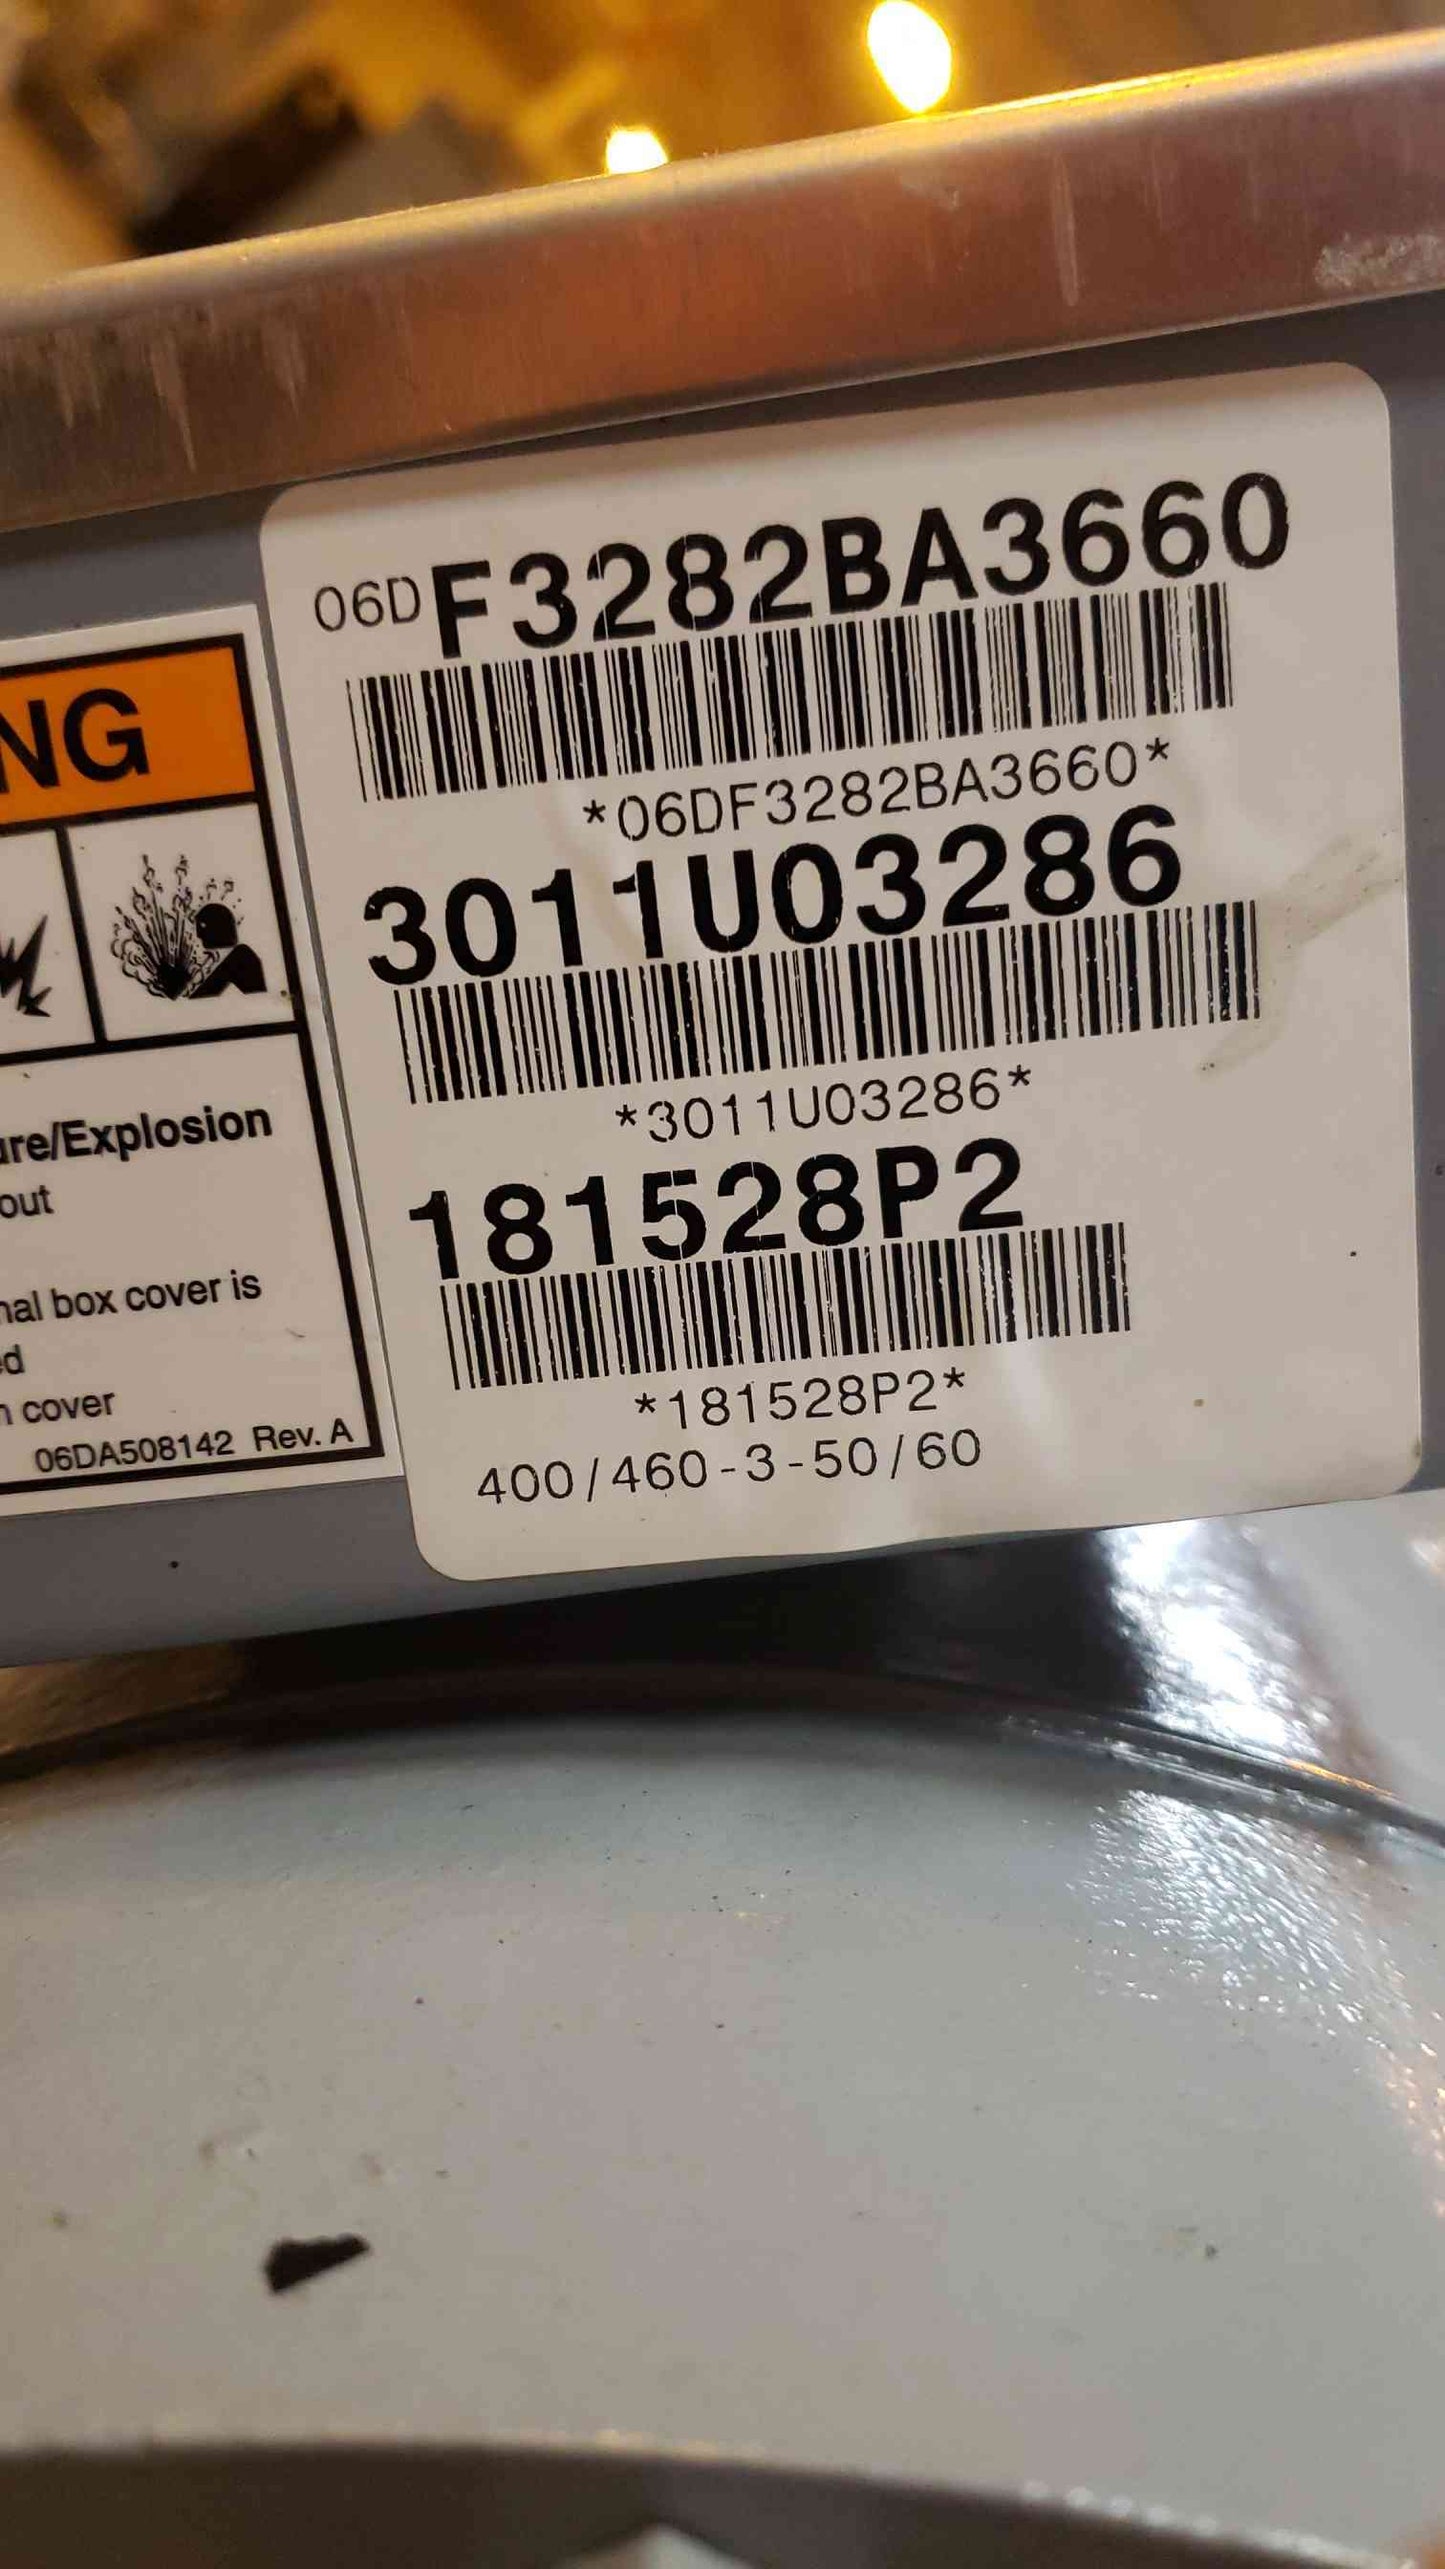 06DF3282BA3660
*06DF3282BA3660*
3011U03286
*3011U03286*
181528P2
*181528P2*
400/460-3-50/60
NG
ure/Explosion
out
nal box cover is
ed
n cover
06DA508142 Rev. A